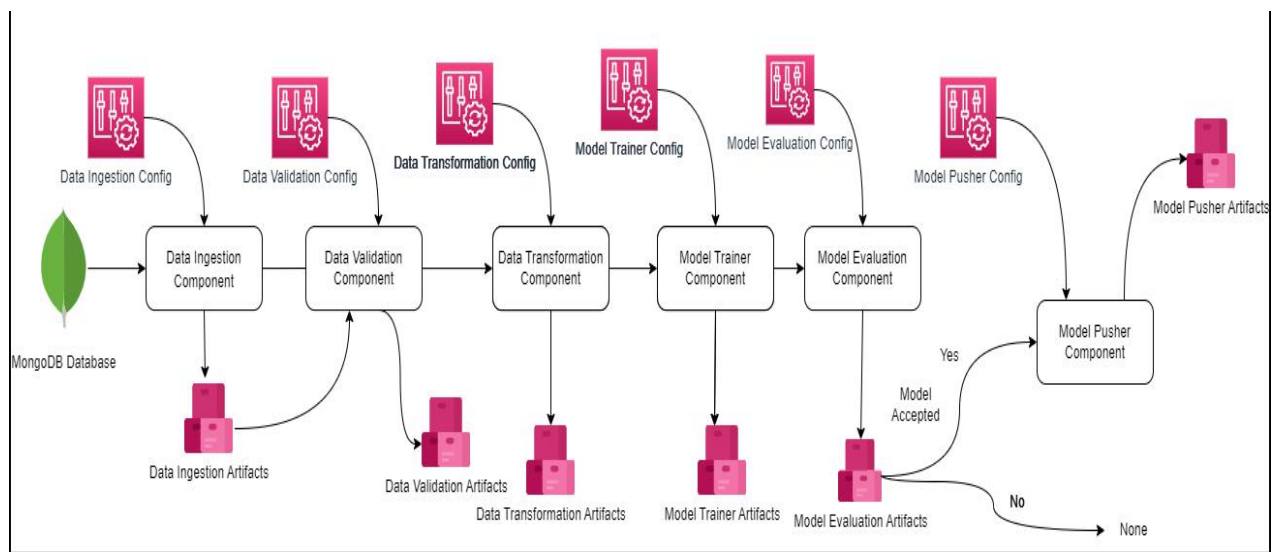 Data Ingestion Config
Data Validation Config
Data Transformation Config
Model Trainer Config
Model Evaluation Config
Model Pusher Config
Model Pusher Artifacts
MongoDB Database
Data Ingestion
Component
Data Validation
Component
Data Transformation
Component
Model Trainer
Component
Model Evaluation
Component
Model Pusher
Component
Yes
Model
Accepted
No
None
Data Ingestion Artifacts
Data Validation Artifacts
Data Transformation Artifacts
Model Trainer Artifacts
Model Evaluation Artifacts